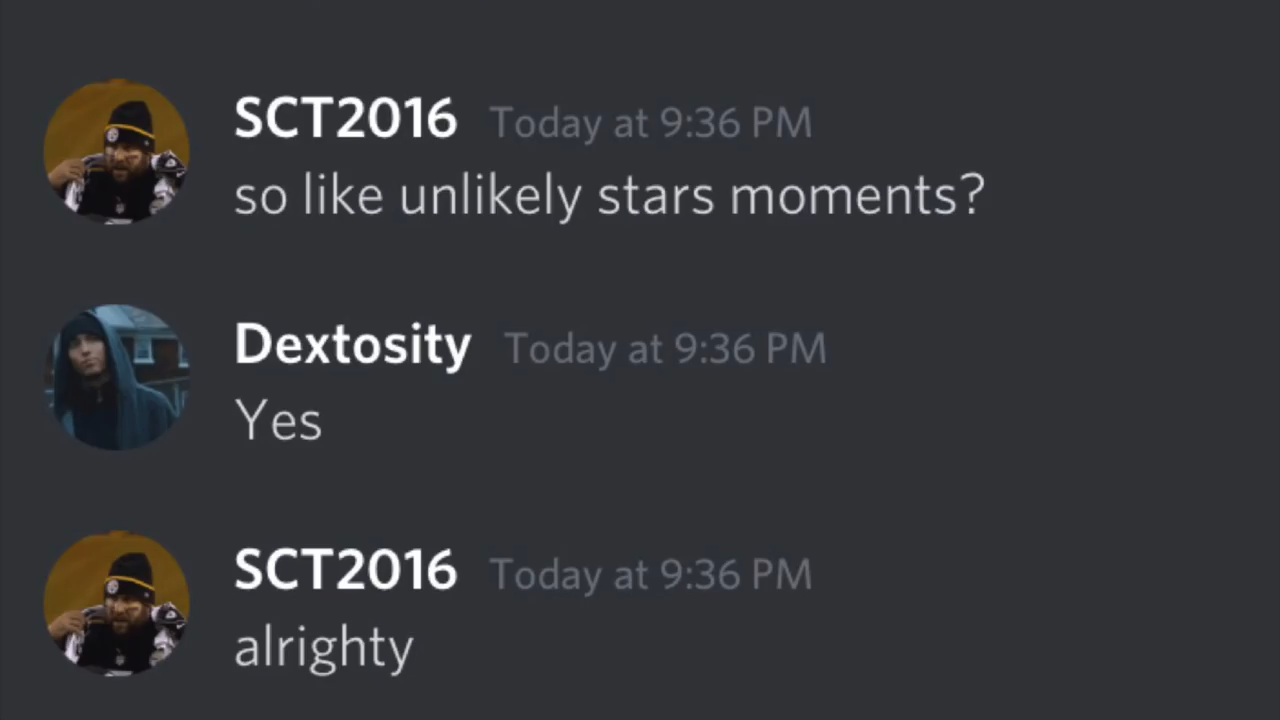 SCT2016 Today at 9:36 PM
so like unlikely stars moments?
Dextosity Today at 9:36 PM
Yes
SCT2016 Today at 9:36 PM
alrighty